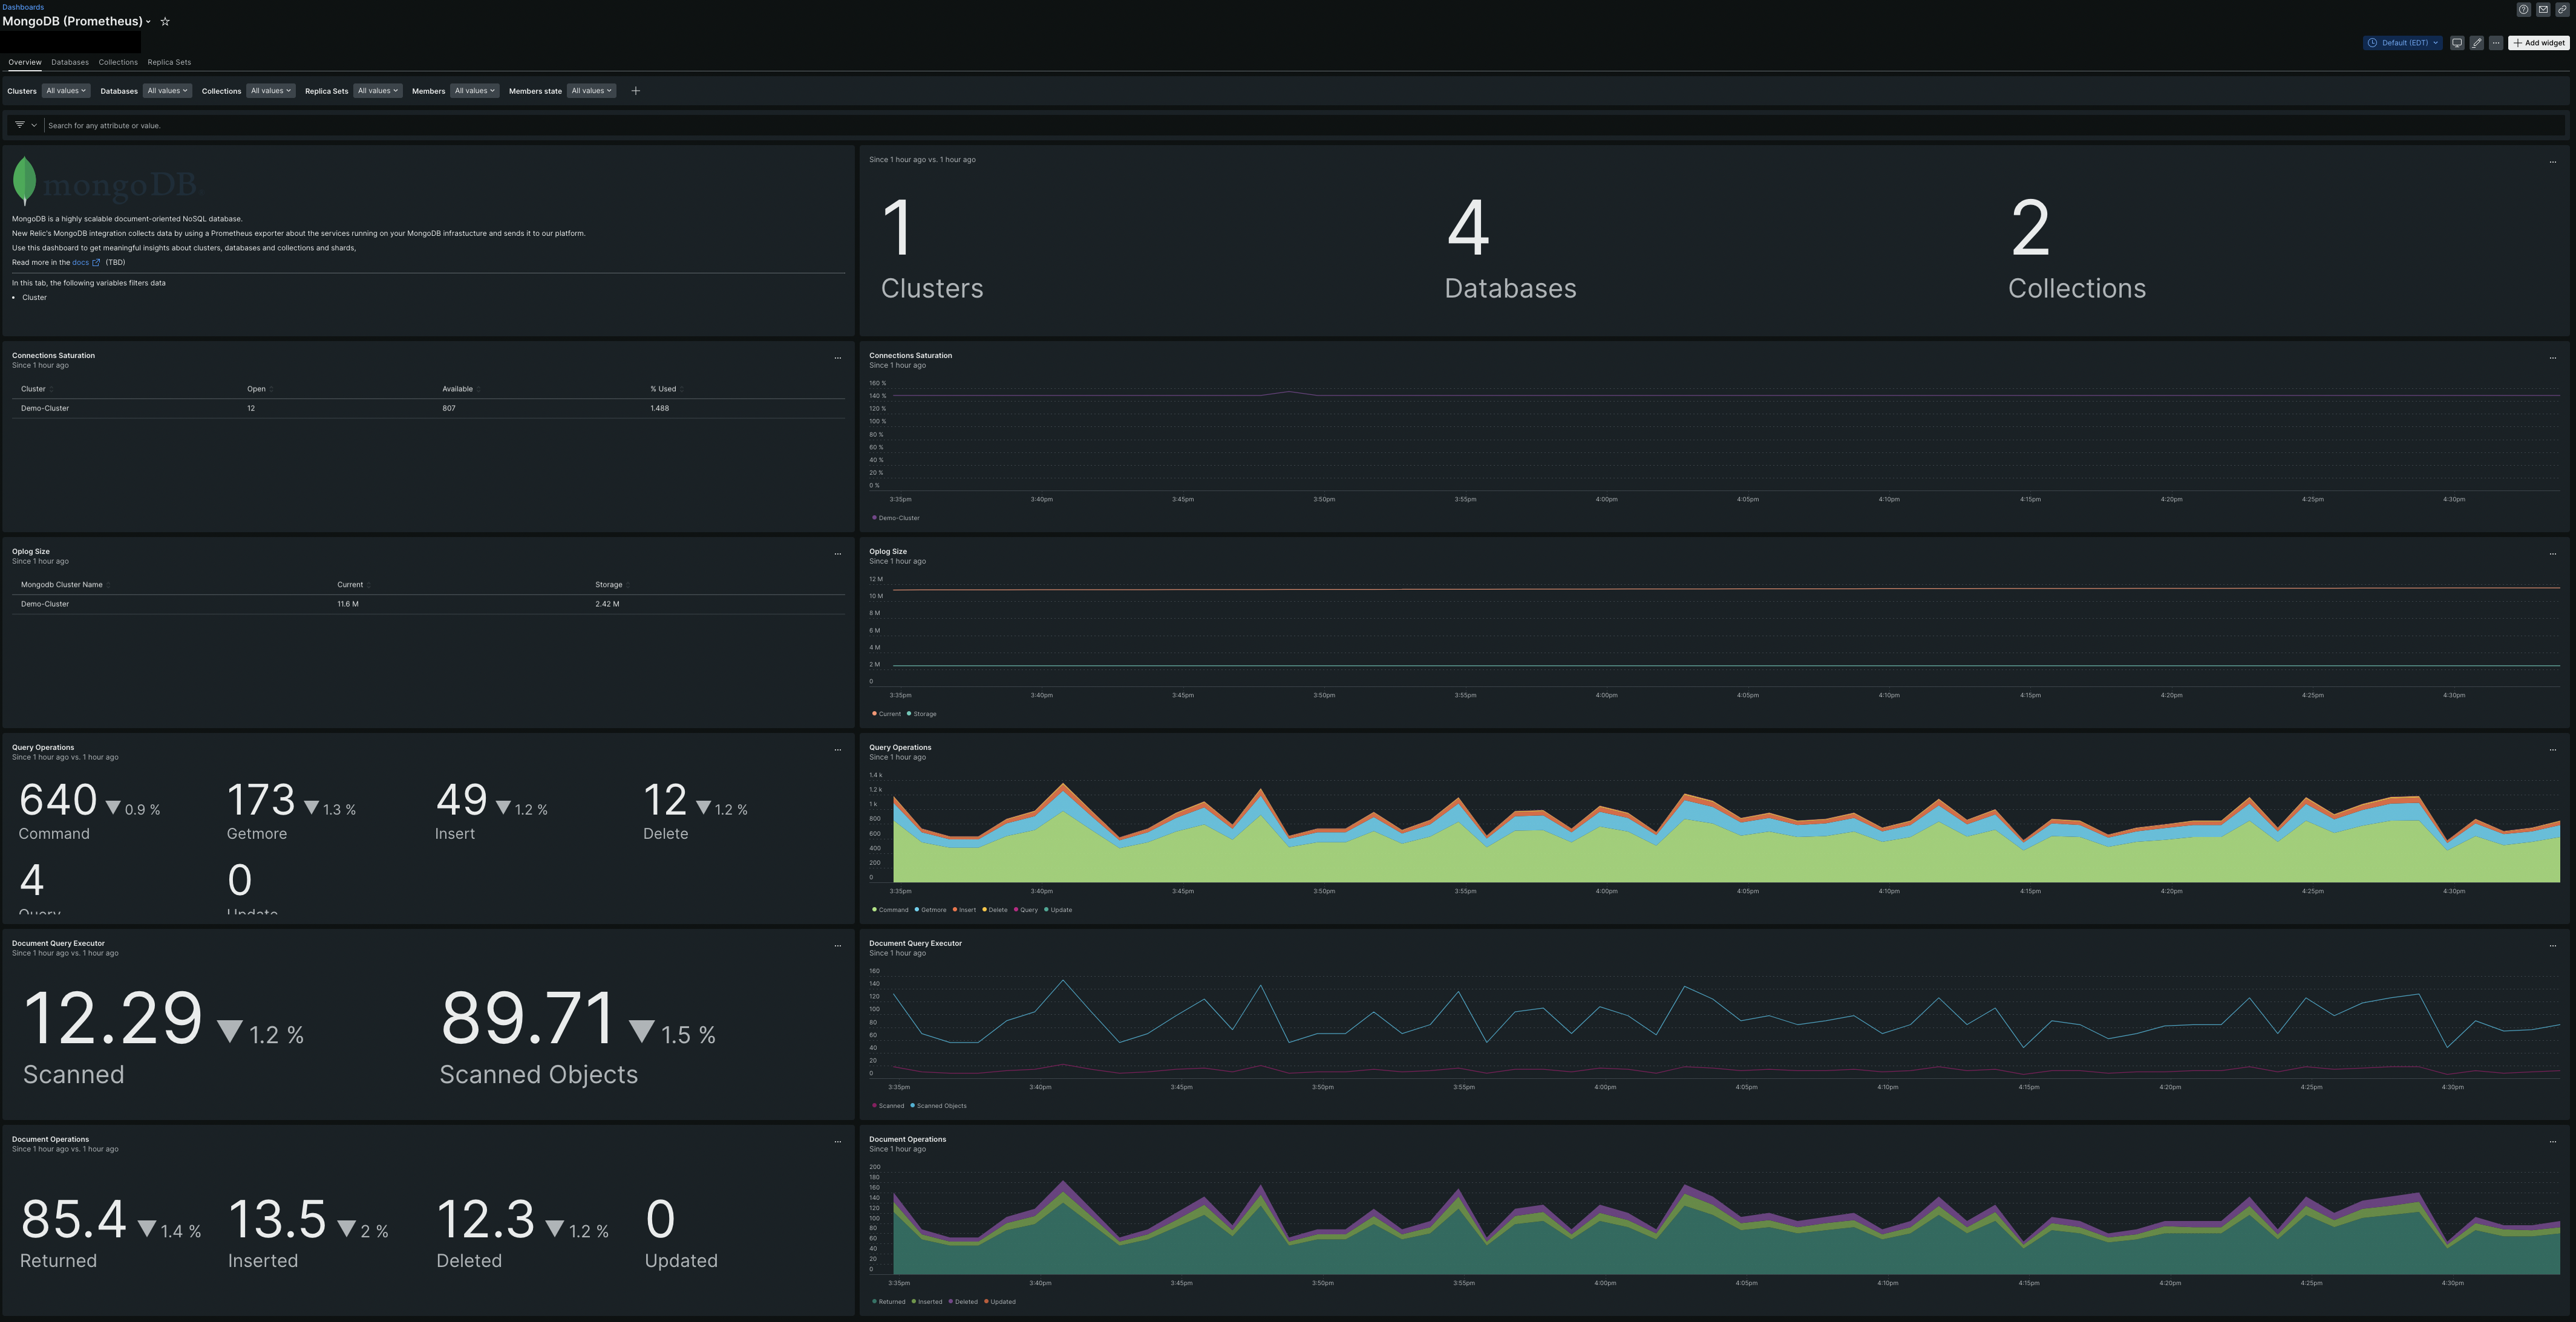 Dashboards
MongoDB (Prometheus)
Default (EDT)
Add widget
Overview Databases Collections Replica Sets
Clusters All values Databases All values Collections All values Replica Sets All values Members All values Members state All values
Search for any attribute or value.
mongoDB.
MongoDB is a highly scalable document-oriented NoSQL database.
New Relic's MongoDB integration collects data by using a Prometheus exporter about the services running on your MongoDB infrastucture and sends it to our platform.
Use this dashboard to get meaningful insights about clusters, databases and collections and shards,
Read more in the docs (TBD)
In this tab, the following variables filters data
• Cluster
Since 1 hour ago vs. 1 hour ago
1 4 2
Clusters Databases Collections
Connections Saturation
Since 1 hour ago
Cluster Open Available % Used
Demo-Cluster 12 807 1.488
Connections Saturation
Since 1 hour ago
160 %
140 %
120 %
100 %
80 %
60 %
40 %
20 %
0 %
3:35pm 3:40pm 3:45pm 3:50pm 3:55pm 4:00pm 4:05pm 4:10pm 4:15pm 4:20pm 4:25pm 4:30pm
Demo-Cluster
Oplog Size
Since 1 hour ago
Mongodb Cluster Name Current Storage
Demo-Cluster 11.6 M 2.42 M
Oplog Size
Since 1 hour ago
12 M
10 M
8 M
6 M
4 M
2 M
0
3:35pm 3:40pm 3:45pm 3:50pm 3:55pm 4:00pm 4:05pm 4:10pm 4:15pm 4:20pm 4:25pm 4:30pm
Current Storage
Query Operations
Since 1 hour ago vs. 1 hour ago
640 ▼ 0.9 % 173 ▼ 1.3 % 49 ▼ 1.2 % 12 ▼ 1.2 %
Command Getmore Insert Delete
4 0
Query Update
Query Operations
Since 1 hour ago
1.4 k
1.2 k
1 k
800
600
400
200
0
3:35pm 3:40pm 3:45pm 3:50pm 3:55pm 4:00pm 4:05pm 4:10pm 4:15pm 4:20pm 4:25pm 4:30pm
Command Getmore Insert Delete Query Update
Document Query Executor
Since 1 hour ago vs. 1 hour ago
12.29 ▼ 1.2 % 89.71 ▼ 1.5 %
Scanned Scanned Objects
Document Query Executor
Since 1 hour ago
160
140
120
100
80
60
40
20
0
3:35pm 3:40pm 3:45pm 3:50pm 3:55pm 4:00pm 4:05pm 4:10pm 4:15pm 4:20pm 4:25pm 4:30pm
Scanned Scanned Objects
Document Operations
Since 1 hour ago vs. 1 hour ago
85.4 ▼ 1.4 % 13.5 ▼ 2 % 12.3 ▼ 1.2 % 0
Returned Inserted Deleted Updated
Document Operations
Since 1 hour ago
200
180
160
140
120
100
80
60
40
20
0
3:35pm 3:40pm 3:45pm 3:50pm 3:55pm 4:00pm 4:05pm 4:10pm 4:15pm 4:20pm 4:25pm 4:30pm
Returned Inserted Deleted Updated